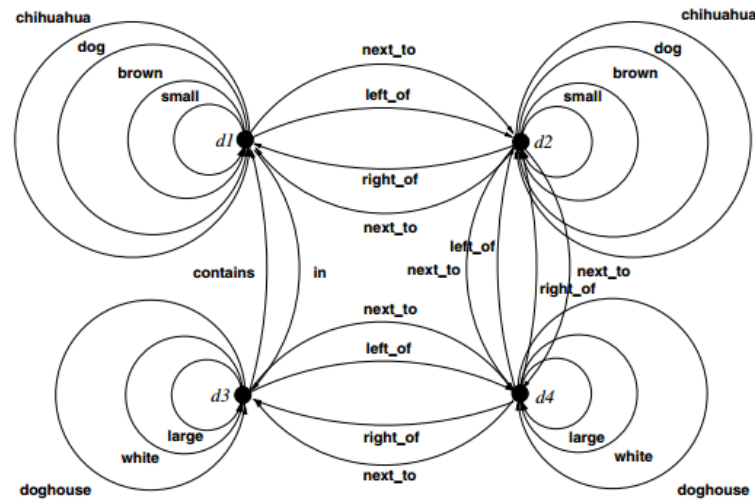 chihuahua
dog
brown
small
d1
next_to
left_of
right_of
next_to
chihuahua
dog
brown
small
d2
contains
in
left_of
next_to
next_to
right_of
next_to
left_of
right_of
next_to
d3
large
white
doghouse
d4
large
white
doghouse